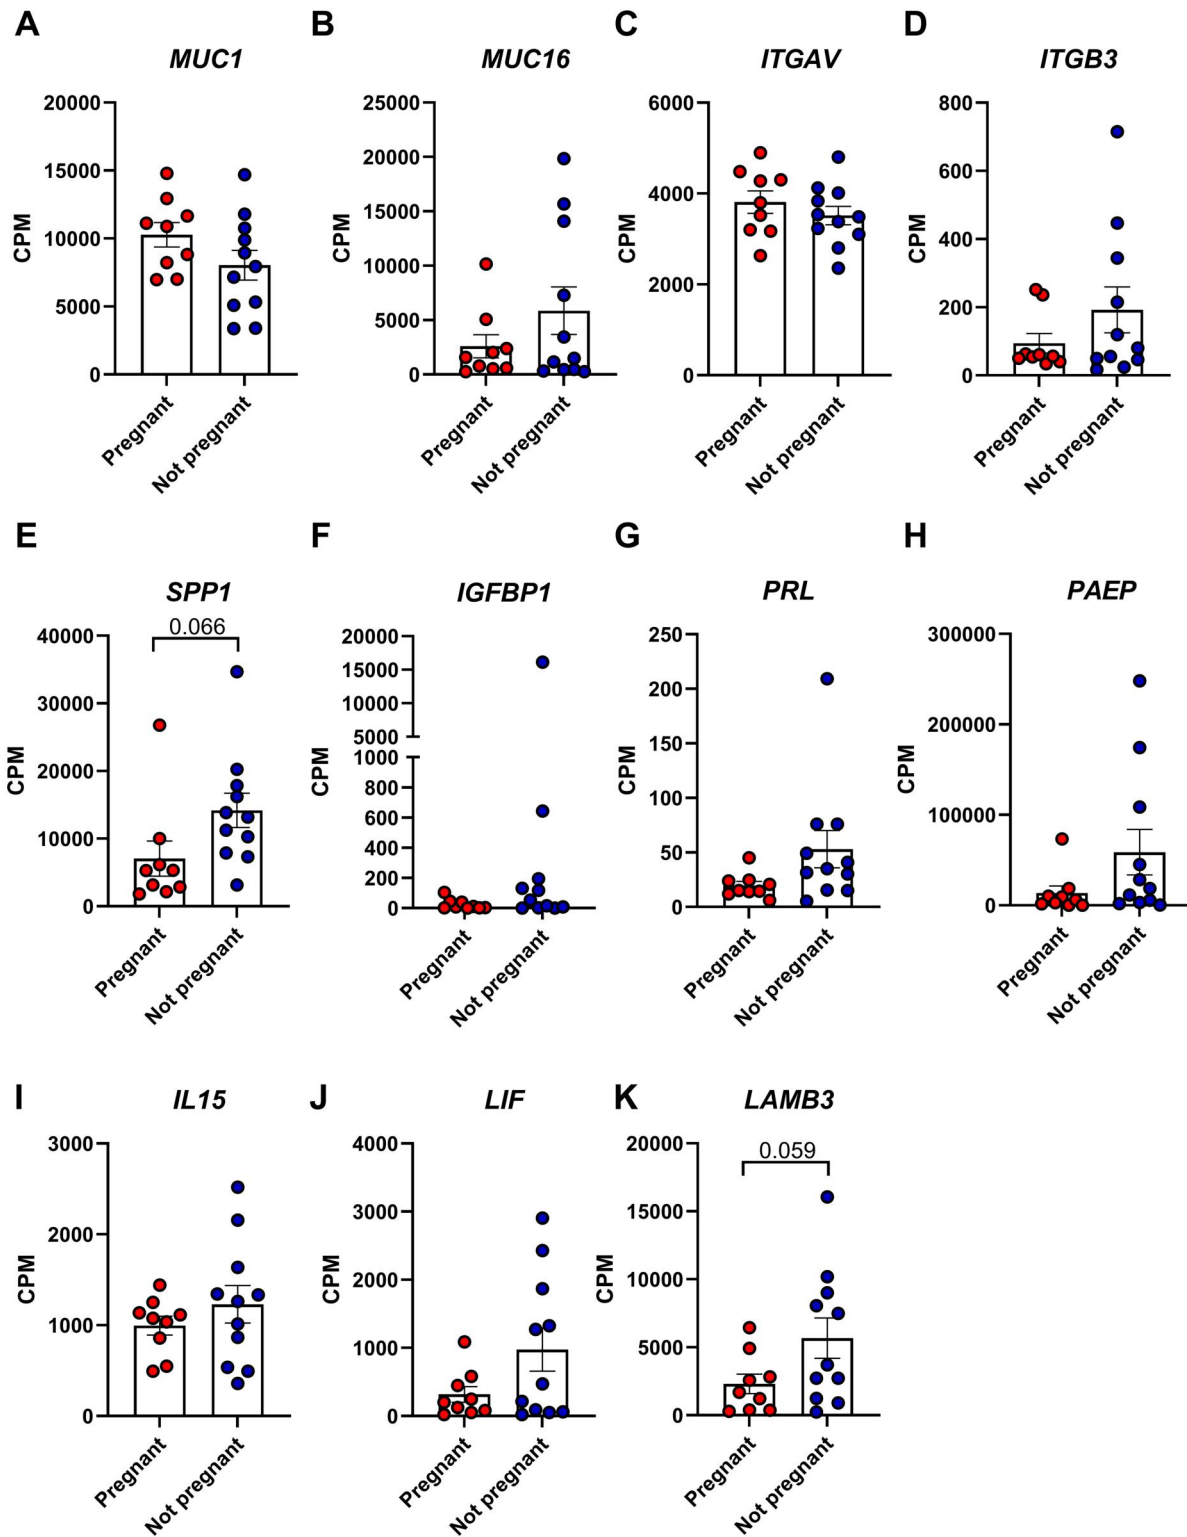 A
B
C
D
MUC1
MUC16
ITGAV
ITGB3
20000
15000
10000
5000
0
CPM
Pregnant
Not pregnant
25000
20000
15000
10000
5000
0
CPM
Pregnant
Not pregnant
6000
4000
2000
0
CPM
Pregnant
Not pregnant
800
600
400
200
0
CPM
Pregnant
Not pregnant
E
F
G
H
SPP1
IGFBP1
PRL
PAEP
0.066
40000
30000
20000
10000
0
CPM
Pregnant
Not pregnant
20000
15000
10000
5000
1000
800
600
400
200
0
CPM
Pregnant
Not pregnant
250
200
150
100
50
0
CPM
Pregnant
Not pregnant
300000
200000
100000
0
CPM
Pregnant
Not pregnant
I
J
K
IL15
LIF
LAMB3
3000
2000
1000
0
CPM
Pregnant
Not pregnant
4000
3000
2000
1000
0
CPM
Pregnant
Not pregnant
0.059
20000
15000
10000
5000
0
CPM
Pregnant
Not pregnant